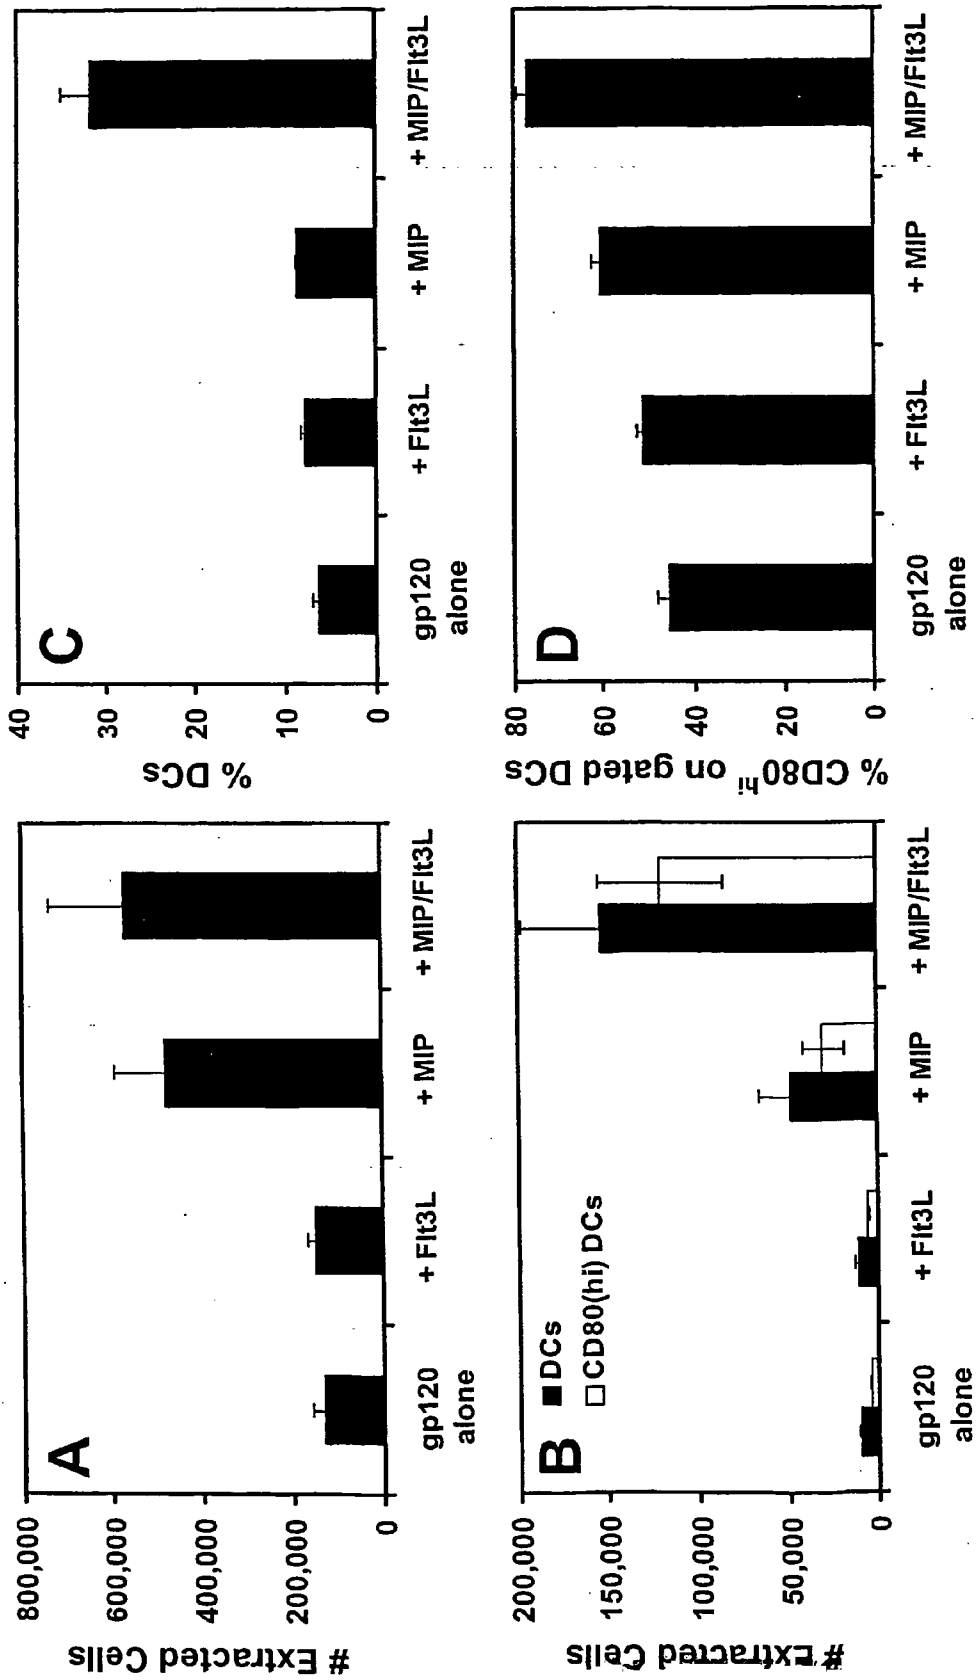 A
# Extracted Cells
800,000
600,000
400,000
200,000
0
gp120
alone
+ Flt3L
+ MIP
+ MIP/Flt3L
B
# Extracted Cells
200,000
150,000
100,000
50,000
0
DCs
CD80(hi) DCs
gp120
alone
+ Flt3L
+ MIP
+ MIP/Flt3L
C
% DCs
40
30
20
10
0
gp120
alone
+ Flt3L
+ MIP
+ MIP/Flt3L
D
% CD80hi on gated DCs
80
60
40
20
0
gp120
alone
+ Flt3L
+ MIP
+ MIP/Flt3L